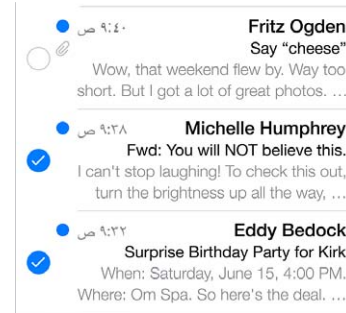 Fritz Ogden ٩:٤٠ ص
Say “cheese”
Wow, that weekend flew by. Way too
short. But I got a lot of great photos. …
Michelle Humphrey ٩:٣٨ ص
Fwd: You will NOT believe this.
I can't stop laughing! To check this out,
turn the brightness up all the way, …
Eddy Bedock ٩:٣٢ ص
Surprise Birthday Party for Kirk
When: Saturday, June 15, 4:00 PM.
Where: Om Spa. So here's the deal. …